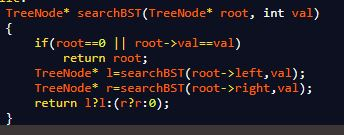 TreeNode* searchBST(TreeNode* root, int val)
{
if(root==0 || root->val==val)
return root;
TreeNode* l=searchBST(root->left,val);
TreeNode* r=searchBST(root->right,val);
return l?l:(r?r:0);
}